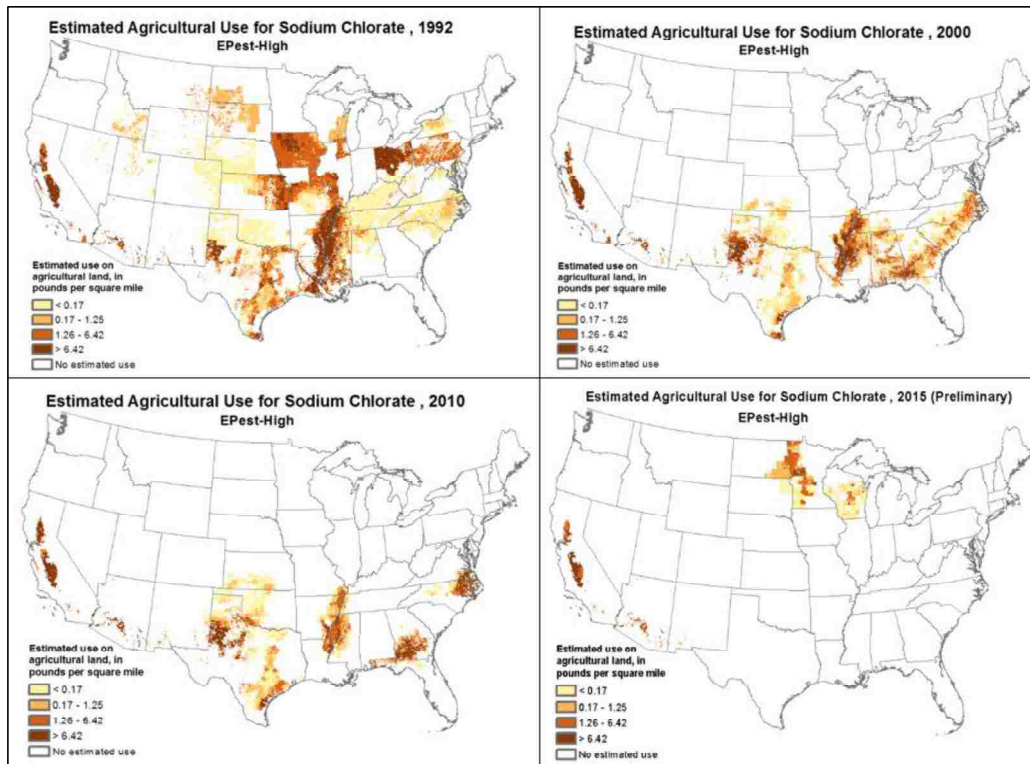 Estimated Agricultural Use for Sodium Chlorate , 1992
EPest-High
Estimated use on
agricultural land, in
pounds per square mile
< 0.17
0.17 - 1.25
1.26 - 6.42
> 6.42
No estimated use
Estimated Agricultural Use for Sodium Chlorate , 2000
EPest-High
Estimated use on
agricultural land, in
pounds per square mile
< 0.17
0.17 - 1.25
1.26 - 6.42
> 6.42
No estimated use
Estimated Agricultural Use for Sodium Chlorate , 2010
EPest-High
Estimated use on
agricultural land, in
pounds per square mile
< 0.17
0.17 - 1.25
1.26 - 6.42
> 6.42
No estimated use
Estimated Agricultural Use for Sodium Chlorate , 2015 (Preliminary)
EPest-High
Estimated use on
agricultural land, in
pounds per square mile
< 0.17
0.17 - 1.25
1.26 - 6.42
> 6.42
No estimated use